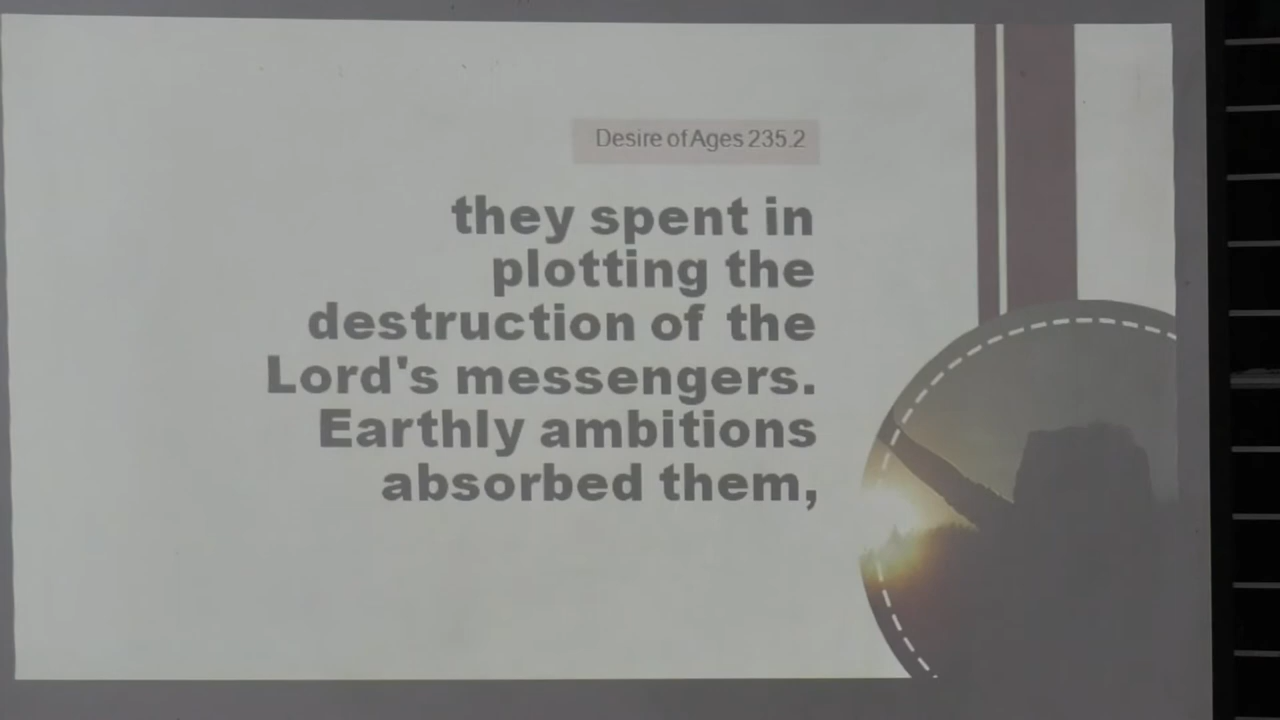 Desire of Ages 235.2
they spent in
plotting the
destruction of the
Lord's messengers.
Earthly ambitions
absorbed them,